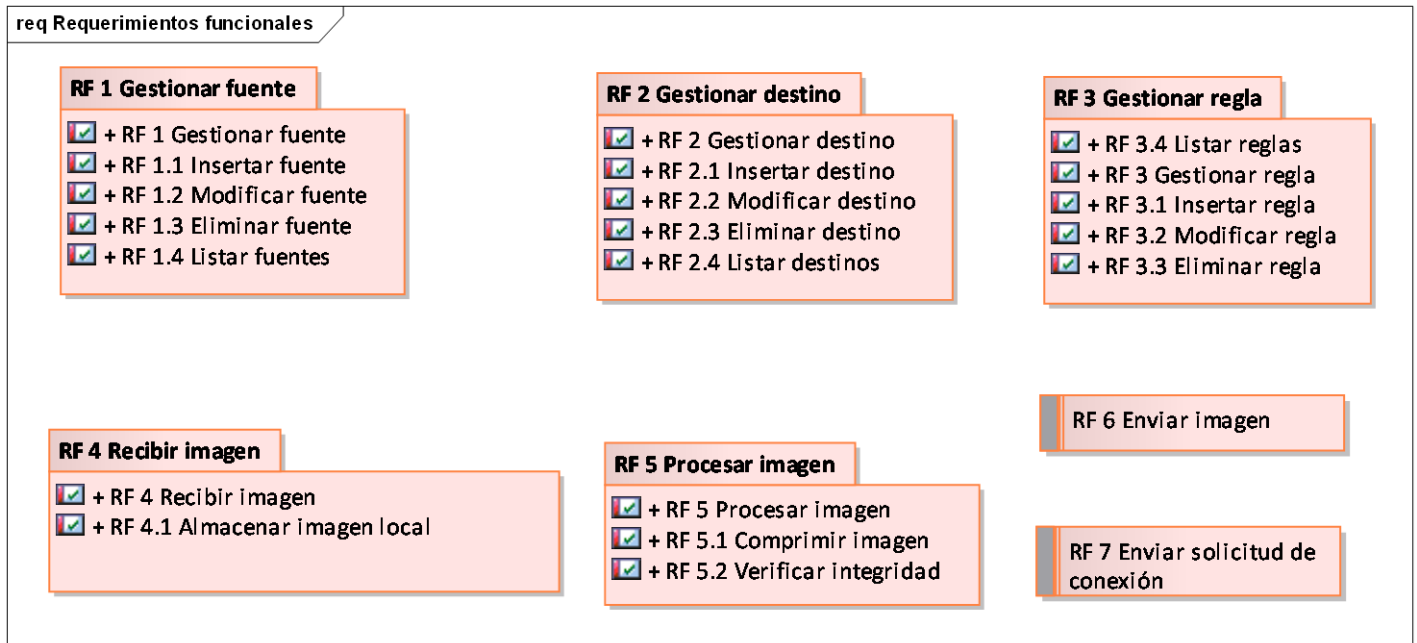 req Requerimientos funcionales
RF 1 Gestionar fuente
+ RF 1 Gestionar fuente
+ RF 1.1 Insertar fuente
+ RF 1.2 Modificar fuente
+ RF 1.3 Eliminar fuente
+ RF 1.4 Listar fuentes
RF 2 Gestionar destino
+ RF 2 Gestionar destino
+ RF 2.1 Insertar destino
+ RF 2.2 Modificar destino
+ RF 2.3 Eliminar destino
+ RF 2.4 Listar destinos
RF 3 Gestionar regla
+ RF 3.4 Listar reglas
+ RF 3 Gestionar regla
+ RF 3.1 Insertar regla
+ RF 3.2 Modificar regla
+ RF 3.3 Eliminar regla
RF 4 Recibir imagen
+ RF 4 Recibir imagen
+ RF 4.1 Almacenar imagen local
RF 5 Procesar imagen
+ RF 5 Procesar imagen
+ RF 5.1 Comprimir imagen
+ RF 5.2 Verificar integridad
RF 6 Enviar imagen
RF 7 Enviar solicitud de
conexión